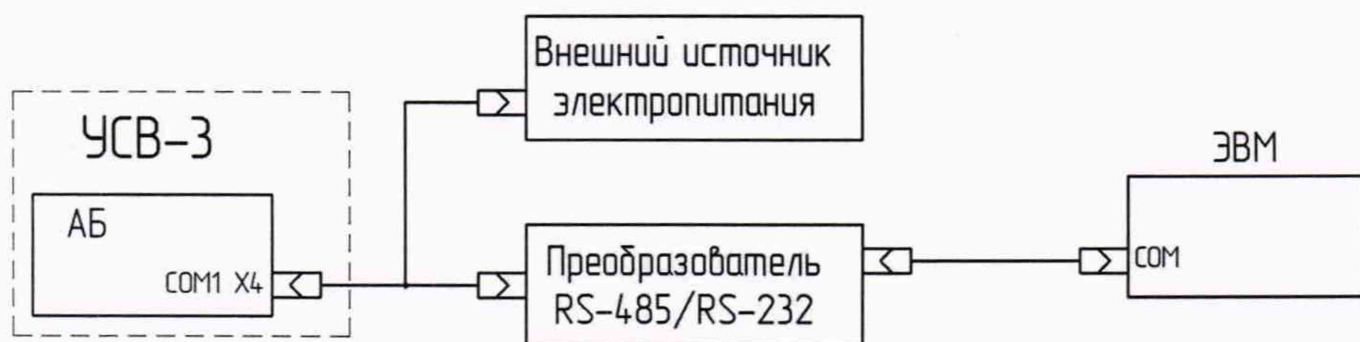 Внешний источник
электропитания
УСВ-3
ЭВМ
АБ
COM1 X4
Преобразователь
RS-485/RS-232
COM